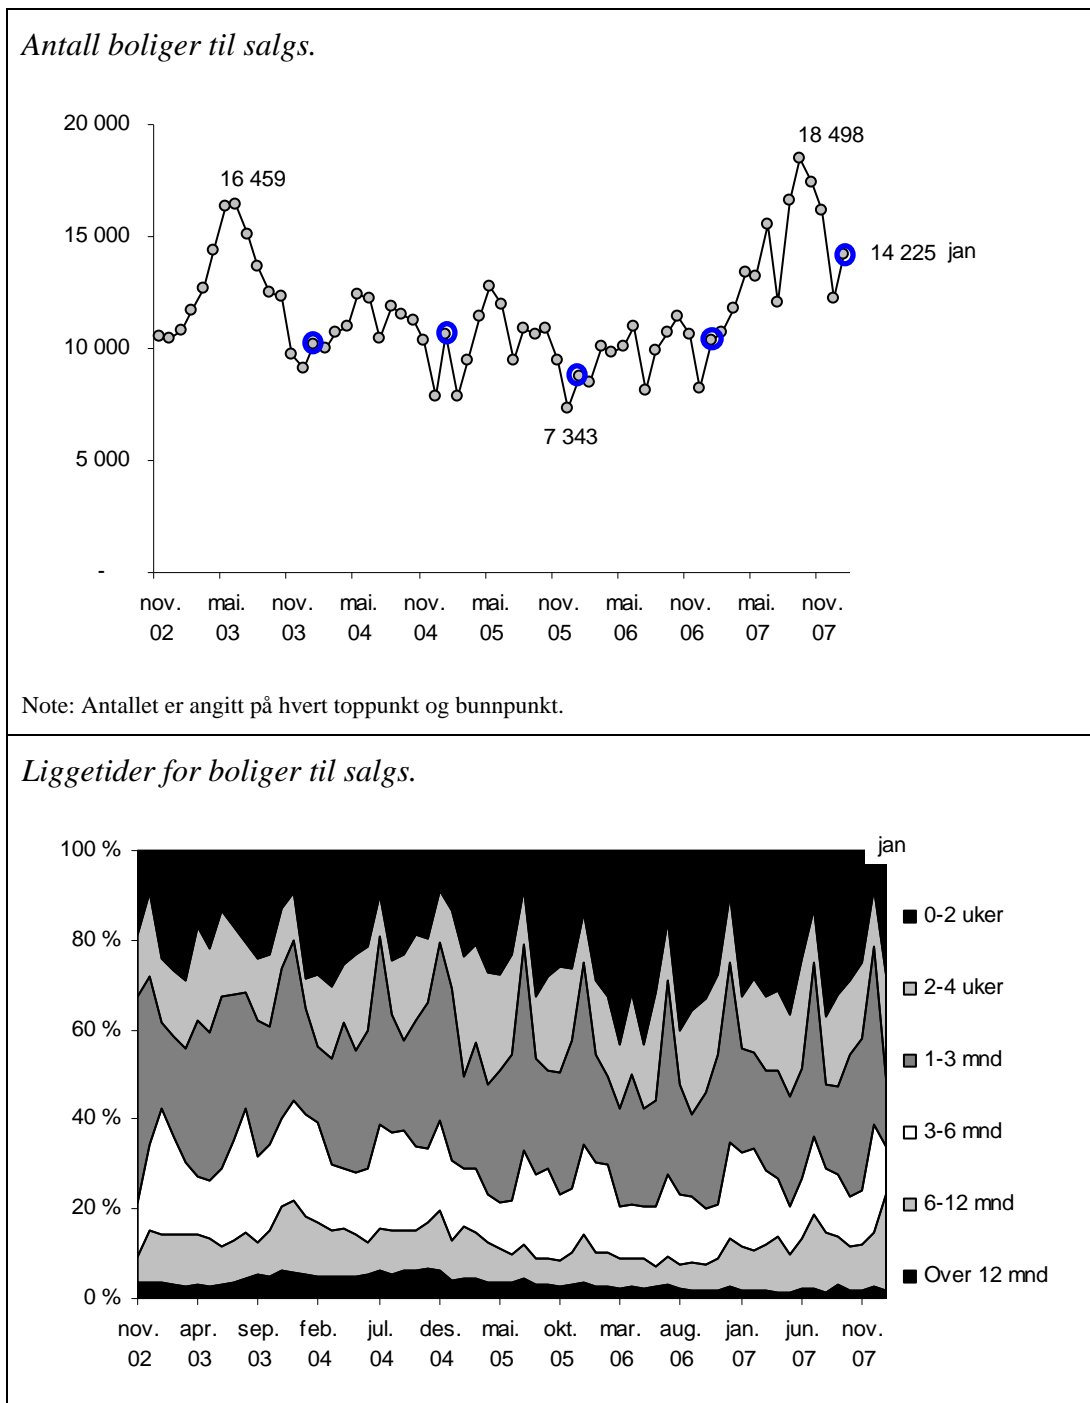 Antall boliger til salgs.
20 000
15 000
10 000
5 000
-
16 459
7 343
18 498
14 225 jan
nov. mai. nov. mai. nov. mai. nov. mai. nov. mai. nov.
02 03 03 04 04 05 05 06 06 07 07
Note: Antallet er angitt på hvert toppunkt og bunnpunkt.
Liggetider for boliger til salgs.
100 %
80 %
60 %
40 %
20 %
0 %
jan
0-2 uker
2-4 uker
1-3 mnd
3-6 mnd
6-12 mnd
Over 12 mnd
nov. apr. sep. feb. jul. des. mai. okt. mar. aug. jan. jun. nov.
02 03 03 04 04 04 05 05 06 06 07 07 07